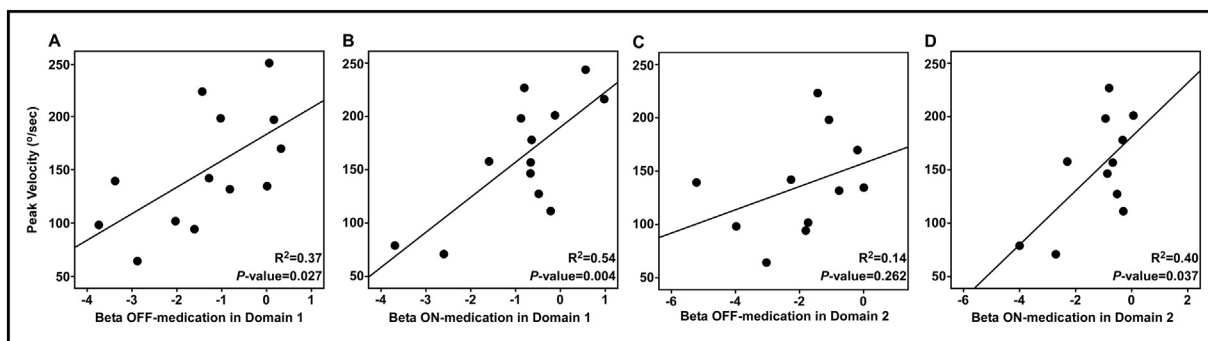 A
B
C
D
Peak Velocity (º/sec)
250
200
150
100
50
R²=0.37
P-value=0.027
-4 -3 -2 -1 0 1
Beta OFF-medication in Domain 1
250
200
150
100
50
R²=0.54
P-value=0.004
-4 -3 -2 -1 0 1
Beta ON-medication in Domain 1
250
200
150
100
50
R²=0.14
P-value=0.262
-6 -4 -2 0
Beta OFF-medication in Domain 2
250
200
150
100
50
R²=0.40
P-value=0.037
-6 -4 -2 0 2
Beta ON-medication in Domain 2